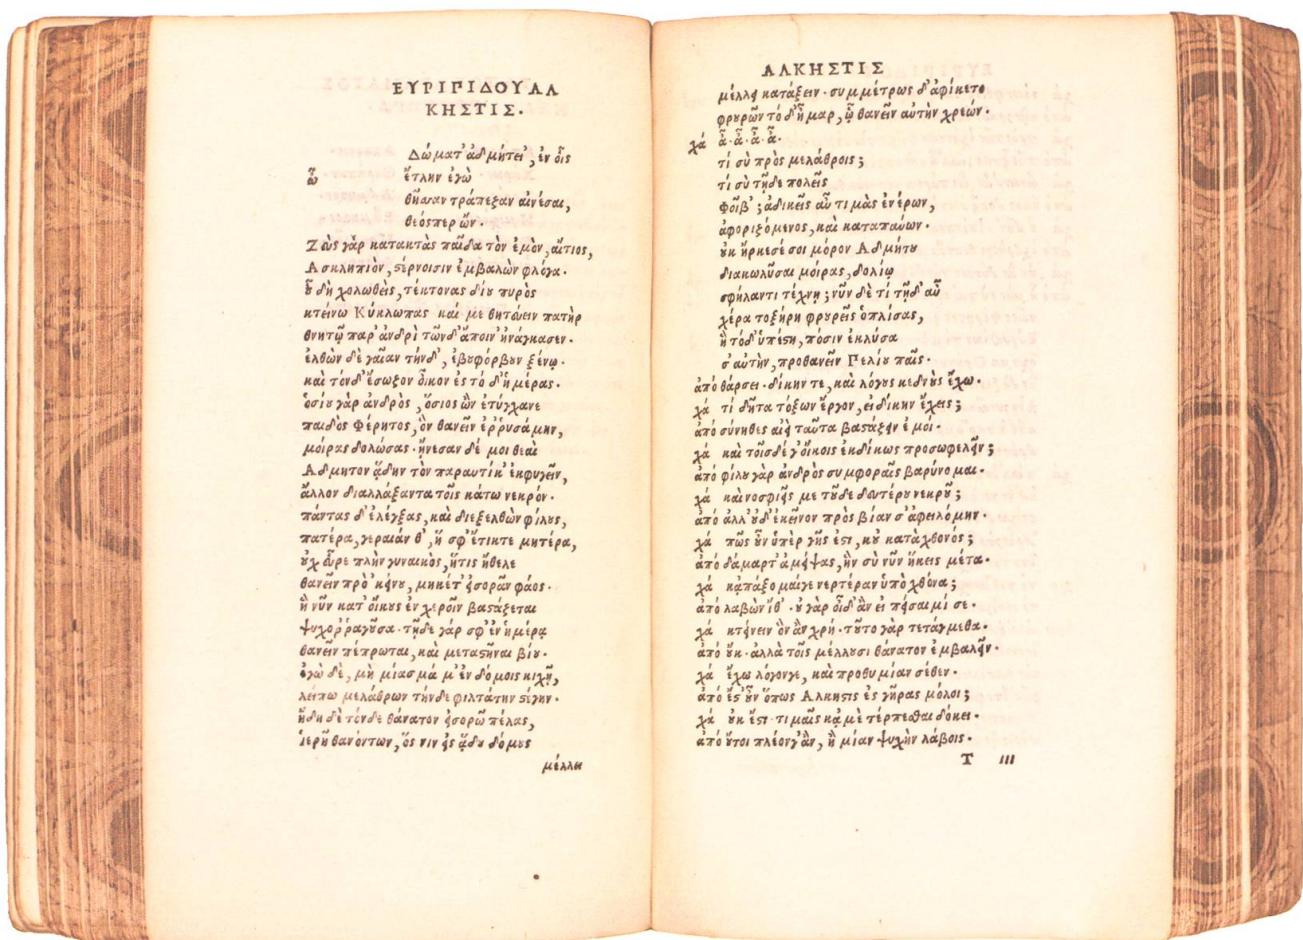 ΕΥΡΙΠΙΔΟΥ ΑΛ
ΚΗΣΤΙΣ.
Δώματ' ἀδμήτει', ἐν οἷς
ὦ ἔτλην ἐγὼ
θῆσσαν τράπεζαν αἰνέσαι,
θεός περ ὤν.
Ζεὺς γὰρ κατακτὰς παῖδα τὸν ἐμὸν, αἴτιος,
Ασκληπιὸν, στέρνοισιν ἐμβαλὼν φλόγα.
οὗ δὴ χολωθεὶς, τέκτονας δίου πυρὸς
κτείνω Κύκλωπας καί με θητεύειν πατὴρ
θνητῷ παρ' ἀνδρὶ τῶνδ' ἄποιν' ἠνάγκασεν.
ἐλθὼν δὲ γαῖαν τήνδ', ἐβουφόρβουν ξένῳ.
καὶ τόνδ' ἔσωζον οἶκον ἐς τόδ' ἡμέρας.
ὁσίου γὰρ ἀνδρὸς, ὅσιος ὢν ἐτύγχανε
παιδὸς Φέρητος, ὃν θανεῖν ἐρρυσάμην,
μοίρας δολώσας. ᾔνεσαν δέ μοι θεαὶ
Αδμητον ᾅδην τὸν παραυτίκ' ἐκφυγεῖν,
ἄλλον διαλλάξαντα τοῖς κάτω νεκρόν.
πάντας δ' ἐλέγξας, καὶ διεξελθὼν φίλους,
πατέρα, γεραιάν θ', ἥ σφ' ἔτικτε μητέρα,
οὐχ εὗρε πλὴν γυναικὸς, ἥτις ἤθελε
θανεῖν πρὸ 'κείνου, μηκέτ' εἰσορᾶν φάος.
ἣ νῦν κατ' οἴκους ἐν χεροῖν βαστάζεται
ψυχορραγοῦσα. τῇδε γάρ σφ' ἐν ἡμέρᾳ
θανεῖν πέπρωται, καὶ μεταστῆναι βίου.
ἐγὼ δὲ, μὴ μίασμά μ' ἐν δόμοις κιχῇ,
λείπω μελάθρων τήνδε φιλτάτην στέγην.
ἤδη δὲ τόνδε θάνατον εἰσορῶ πέλας,
ἱερῆ θανόντων, ὅς νιν εἰς ᾅδου δόμους
μέλλει
ΑΛΚΗΣΤΙΣ
μέλλει κατάξειν. συμμέτρως δ' ἀφίκετο
φρουρῶν τόδ' ἦμαρ, ᾧ θανεῖν αὐτὴν χρεών.
χά ἆ. ἆ. ἆ. ἆ.
τί σὺ πρὸς μελάθροις;
τί σὺ τῇδε πολεῖς
Φοῖβ'; ἀδικεῖς αὖ τιμὰς ἐνέρων,
ἀφοριζόμενος, καὶ καταπαύων.
οὐκ ἤρκεσέ σοι μόρον Αδμήτου
διακωλῦσαι μοίρας, δολίῳ
σφήλαντι τέχνῃ; νῦν δὲ τί τῇδ' αὖ
χέρα τοξήρη φρουρεῖς ὁπλίσας,
ἣ τόδ' ὑπέστη, πόσιν ἐκλύσα
σ' αὐτὴν, προθανεῖν Πελίου παῖς.
ἀπό θάρσει. δίκην τε, καὶ λόγους κεδνοὺς ἔχω.
χά τί δῆτα τόξων ἔργον, εἰ δίκην ἔχεις;
ἀπό σύνηθες αἰεὶ ταῦτα βαστάζειν ἐμοί.
χά καὶ τοῖσδέ γ' οἴκοις ἐκδίκως προσωφελεῖν;
ἀπό φίλου γὰρ ἀνδρὸς συμφοραῖς βαρύνομαι.
χά καὶ νοσφιεῖς με τοῦδε δευτέρου νεκροῦ;
ἀπό ἀλλ' οὐδ' ἐκεῖνον πρὸς βίαν σ' ἀφειλόμην.
χά πῶς οὖν ὑπὲρ γῆς ἐστι, κοὐ κατὰ χθονός;
ἀπό δάμαρτ' ἀμείψας, ἣν σὺ νῦν ἥκεις μέτα.
χά κἀπάξομαί γε νερτέραν ὑπὸ χθόνα;
ἀπό λαβὼν ἴθ'. οὐ γὰρ οἶδ' ἂν εἰ πείσαιμί σε.
χά κτείνειν ὃν ἂν χρή. τοῦτο γὰρ τετάγμεθα.
ἀπό οὔκ. ἀλλὰ τοῖς μέλλουσι θάνατον ἐμβαλεῖν.
χά ἔχω λόγον γε, καὶ προθυμίαν σέθεν.
ἀπό ἔστ' οὖν ὅπως Αλκηστις ἐς γῆρας μόλοι;
χά οὐκ ἔστι. τιμαῖς κἀμὲ τέρπεσθαι δόκει.
ἀπό οὔτοι πλέον γ' ἂν, ἢ μίαν ψυχὴν λάβοις.
T iii